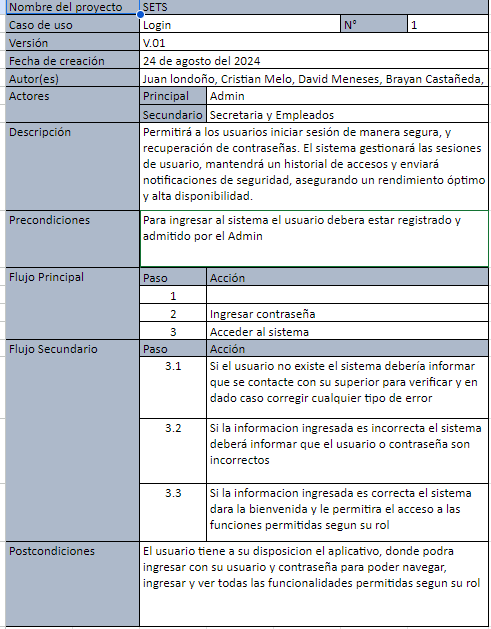 Nombre del proyecto SETS
Caso de uso Login N° 1
Versión V.01
Fecha de creación 24 de agosto del 2024
Autor(es) Juan londoño, Cristian Melo, David Meneses, Brayan Castañeda,
Actores Principal Admin
Secundario Secretaria y Empleados
Descripción Permitirá a los usuarios iniciar sesión de manera segura, y
recuperación de contraseñas. El sistema gestionará las sesiones
de usuario, mantendrá un historial de accesos y enviará
notificaciones de seguridad, asegurando un rendimiento óptimo
y alta disponibilidad.
Precondiciones Para ingresar al sistema el usuario debera estar registrado y
admitido por el Admin
Flujo Principal Paso Acción
1
2 Ingresar contraseña
3 Acceder al sistema
Flujo Secundario Paso Acción
3.1 Si el usuario no existe el sistema debería informar
que se contacte con su superior para verificar y en
dado caso corregir cualquier tipo de error
3.2 Si la informacion ingresada es incorrecta el sistema
deberá informar que el usuario o contraseña son
incorrectos
3.3 Si la informacion ingresada es correcta el sistema
dara la bienvenida y le permitira el acceso a las
funciones permitidas segun su rol
Postcondiciones El usuario tiene a su disposicion el aplicativo, donde podra
ingresar con su usuario y contraseña para poder navegar,
ingresar y ver todas las funcionalidades permitidas segun su rol